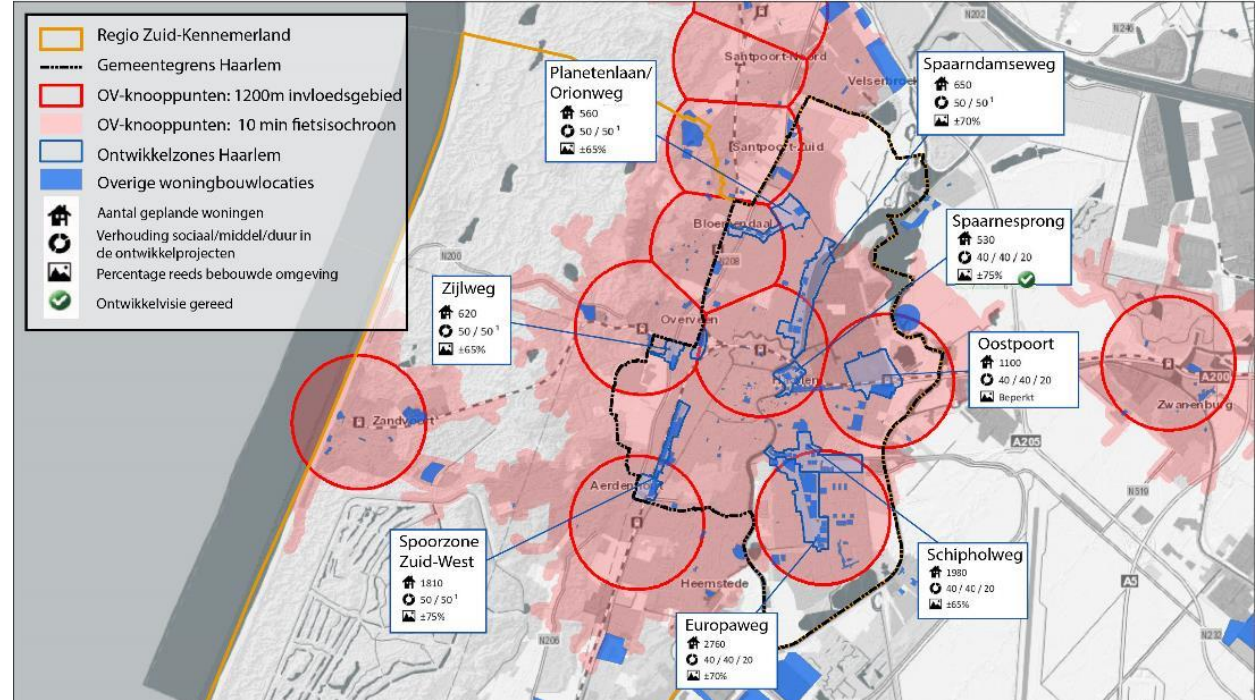 Regio Zuid-Kennemerland
Gemeentegrens Haarlem
OV-knooppunten: 1200m invloedsgebied
OV-knooppunten: 10 min fietsisochroon
Ontwikkelzones Haarlem
Overige woningbouwlocaties
Aantal geplande woningen
Verhouding sociaal/middel/duur in
de ontwikkelprojecten
Percentage reeds bebouwde omgeving
Ontwikkelvisie gereed
Planetenlaan/
Orionweg
560
50 / 50 ¹
±65%
Spaarndamseweg
650
50 / 50¹
±70%
Spaarnesprong
530
40 / 40 / 20
±75%
Zijlweg
620
50 / 50 ¹
±65%
Oostpoort
1100
40 / 40 / 20
Beperkt
Spoorzone
Zuid-West
1810
50 / 50 ¹
±75%
Europaweg
2760
40 / 40 / 20
±70%
Schipholweg
1980
40 / 40 / 20
±65%
Santpoort-Noord
Velserbroek
Santpoort-Zuid
Bloemendaal
Overveen
Zandvoort
Aerdenhout
Heemstede
Zwanenburg
N202
N246
N200
N208
A200
A205
N519
A5
N206
N232